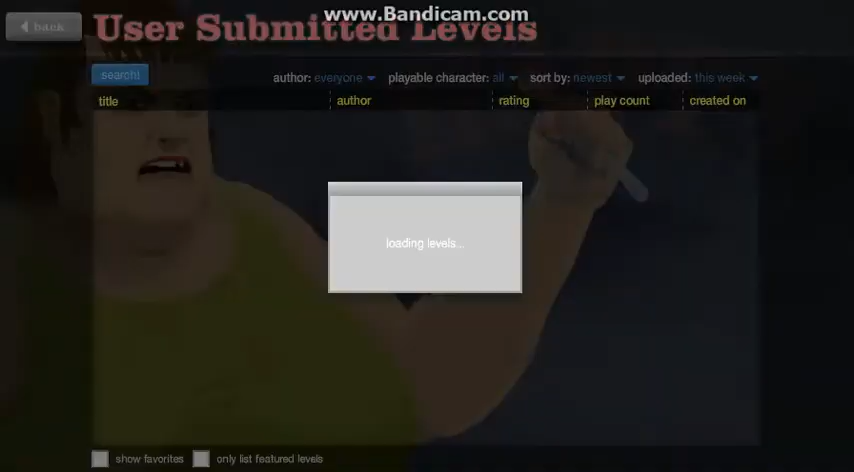 www.Bandicam.com
back
User Submitted Levels
search!
author: everyone playable character: all sort by: newest uploaded: this week
title author rating play count created on
loading levels...
show favorites only list featured levels